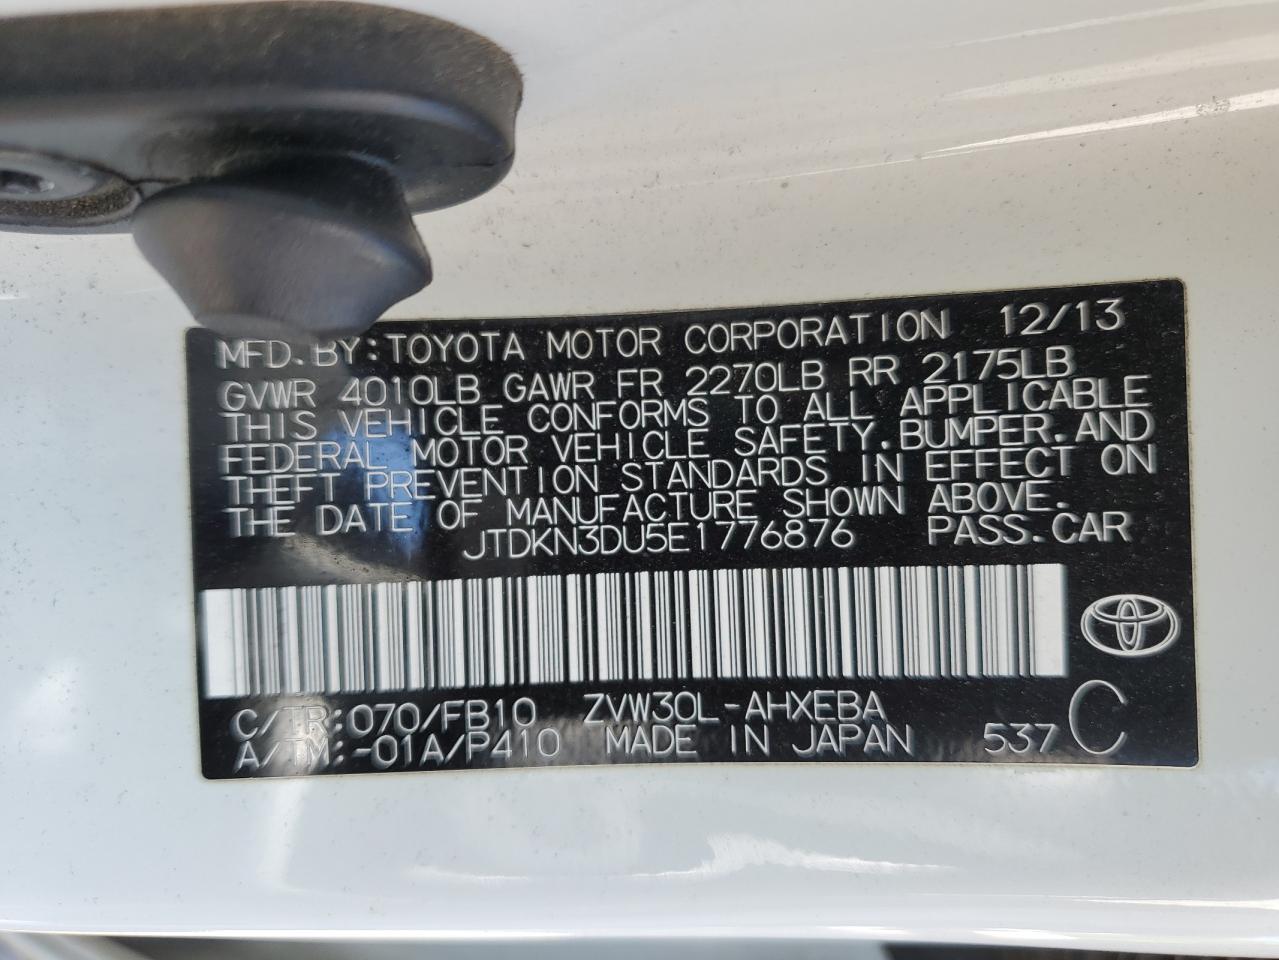 MFD. BY: TOYOTA MOTOR CORPORATION 12/13
GVWR 4010LB GAWR FR 2270LB RR 2175LB
THIS VEHICLE CONFORMS TO ALL APPLICABLE
FEDERAL MOTOR VEHICLE SAFETY. BUMPER. AND
THEFT PREVENTION STANDARDS IN EFFECT ON
THE DATE OF MANUFACTURE SHOWN ABOVE.
JTDKN3DU5E1776876 PASS. CAR
C/TR: 070/FB10 ZVW30L-AHXEBA
A/TM: -01A/P410 MADE IN JAPAN 537 C